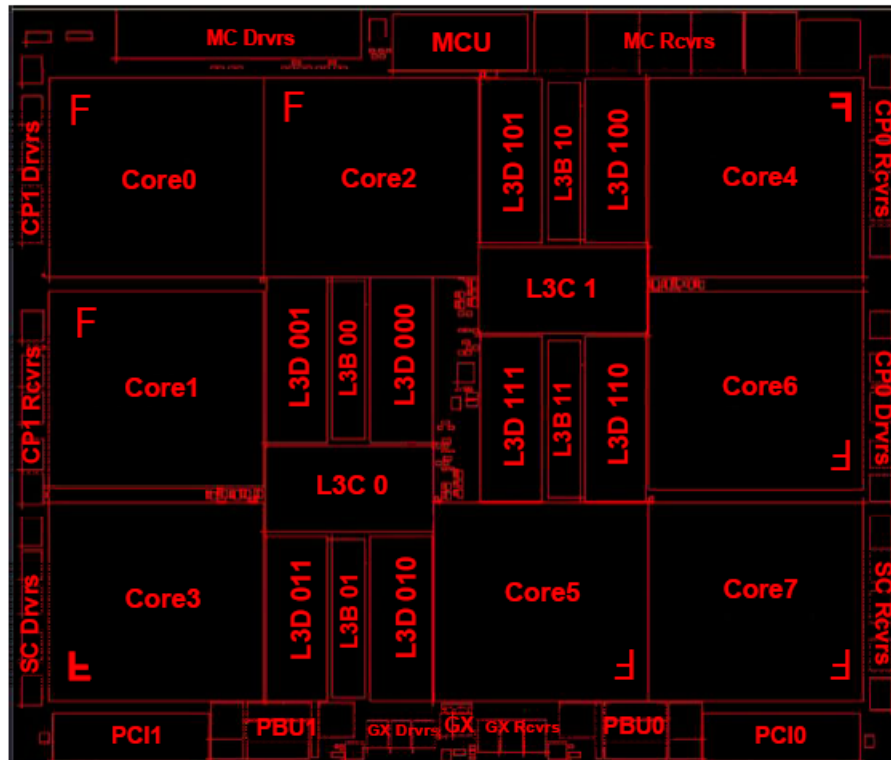 MC Drvrs
MCU
MC Rcvrs
F
F
F
CP1 Drvrs
Core0
Core2
L3D 101
L3B 10
L3D 100
Core4
CP0 Rcvrs
L3C 1
F
CP1 Rcvrs
Core1
L3D 001
L3B 00
L3D 000
L3D 111
L3B 11
L3D 110
Core6
F
CP0 Drvrs
L3C 0
SC Drvrs
Core3
F
L3D 011
L3B 01
L3D 010
Core5
F
Core7
F
SC Rcvrs
PCI1
PBU1
GX Drvrs
GX
GX Rcvrs
PBU0
PCI0